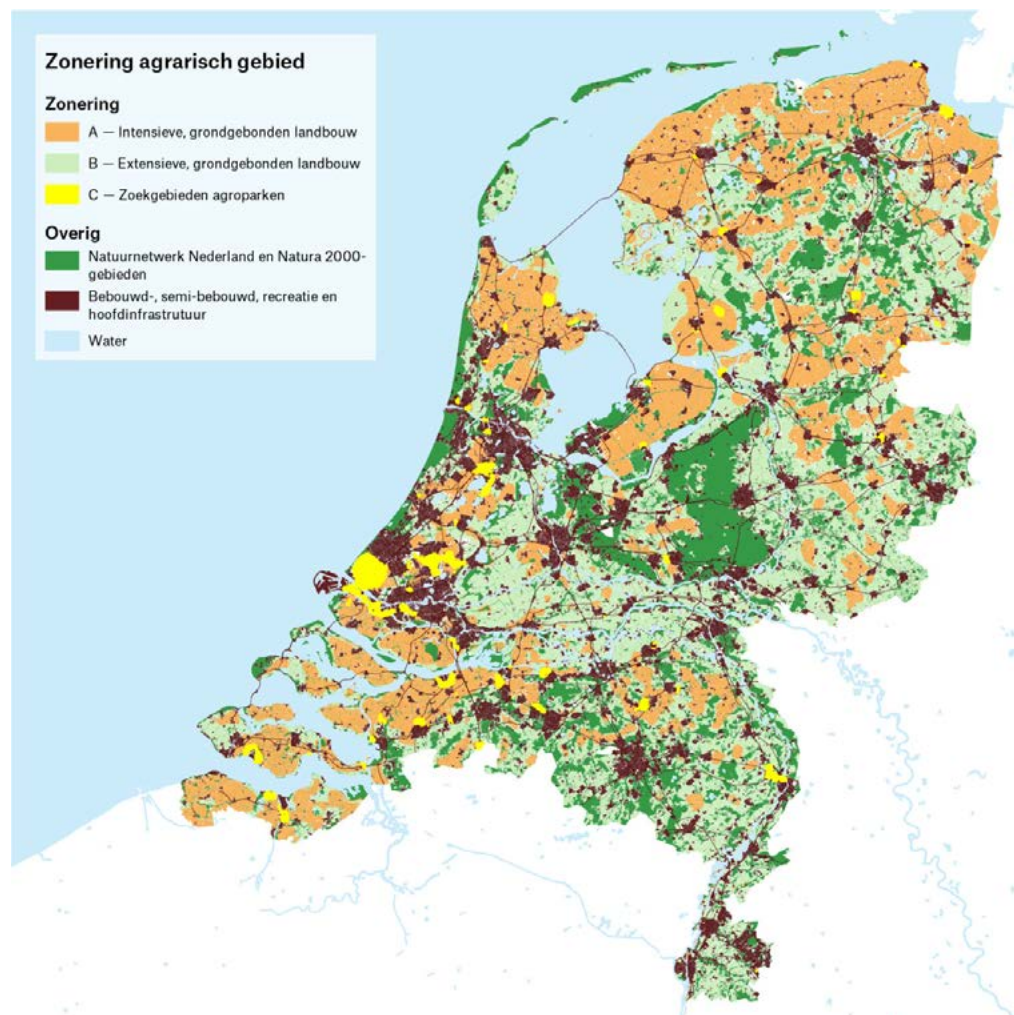 Zonering agrarisch gebied
Zonering
A — Intensieve, grondgebonden landbouw
B — Extensieve, grondgebonden landbouw
C — Zoekgebieden agroparken
Overig
Natuurnetwerk Nederland en Natura 2000-
gebieden
Bebouwd-, semi-bebouwd, recreatie en
hoofdinfrastrutuur
Water